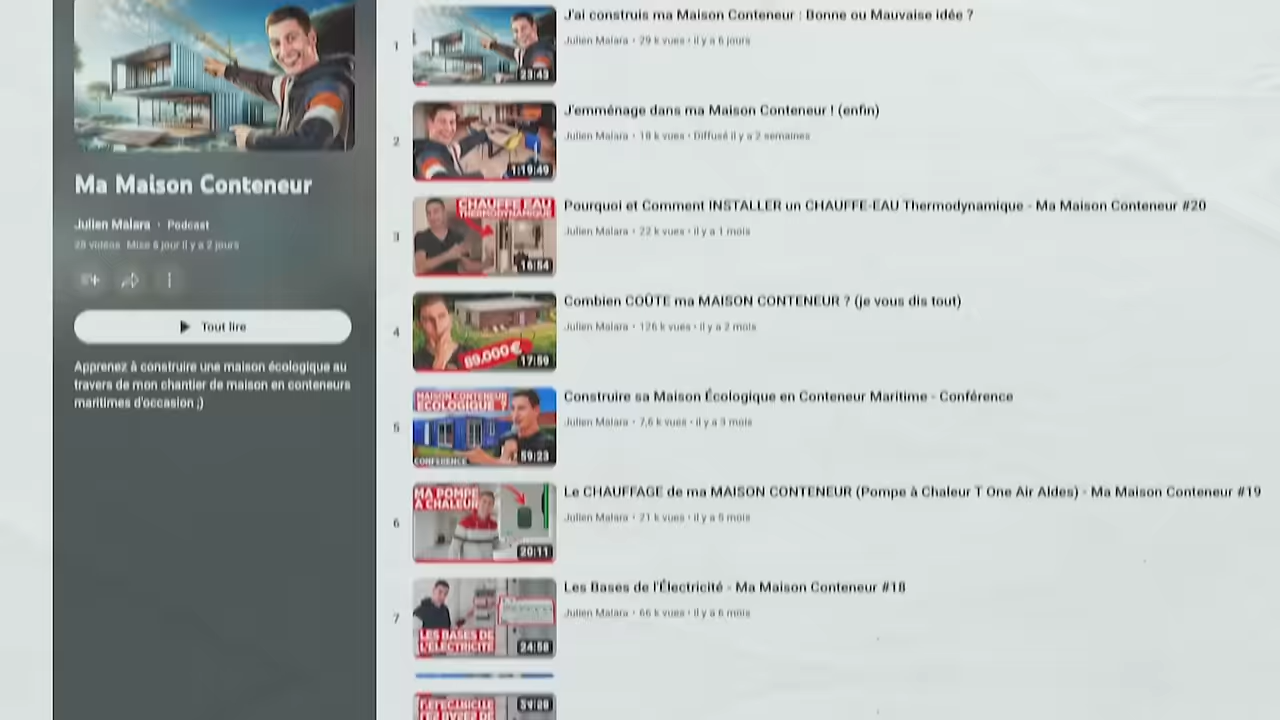 Ma Maison Conteneur
Julien Malara · Podcast
28 vidéos Mise à jour il y a 2 jours
Tout lire
Apprenez à construire une maison écologique au
travers de mon chantier de maison en conteneurs
maritimes d'occasion ;)
1
23:43
J'ai construis ma Maison Conteneur : Bonne ou Mauvaise idée ?
Julien Malara · 29 k vues · il y a 6 jours
2
1:19:49
J'emménage dans ma Maison Conteneur ! (enfin)
Julien Malara · 18 k vues · Diffusé il y a 2 semaines
3
CHAUFFE EAU
THERMODYNAMIQUE
16:54
Pourquoi et Comment INSTALLER un CHAUFFE-EAU Thermodynamique - Ma Maison Conteneur #20
Julien Malara · 22 k vues · il y a 1 mois
4
89.000€
17:59
Combien COÛTE ma MAISON CONTENEUR ? (je vous dis tout)
Julien Malara · 126 k vues · il y a 2 mois
5
MAISON CONTENEUR
ÉCOLOGIQUE ?
CONFÉRENCE
59:23
Construire sa Maison Écologique en Conteneur Maritime - Conférence
Julien Malara · 7,6 k vues · il y a 3 mois
6
MA POMPE
À CHALEUR
20:11
Le CHAUFFAGE de ma MAISON CONTENEUR (Pompe à Chaleur T One Air Aldes) - Ma Maison Conteneur #19
Julien Malara · 21 k vues · il y a 5 mois
7
LES BASES DE
L'ÉLECTRICITÉ
24:58
Les Bases de l'Électricité - Ma Maison Conteneur #18
Julien Malara · 66 k vues · il y a 6 mois